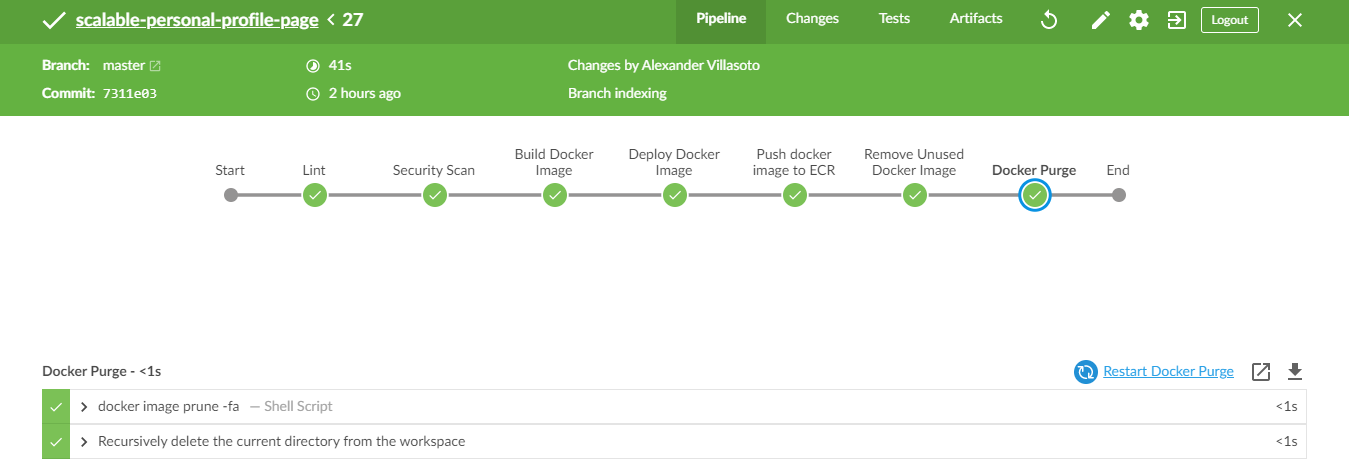 scalable-personal-profile-page < 27
Pipeline
Changes
Tests
Artifacts
Logout
Branch: master
41s
Changes by Alexander Villasoto
Commit: 7311e03
2 hours ago
Branch indexing
Start
Lint
Security Scan
Build Docker
Image
Deploy Docker
Image
Push docker
image to ECR
Remove Unused
Docker Image
Docker Purge
End
Docker Purge - <1s
Restart Docker Purge
docker image prune -fa — Shell Script
<1s
Recursively delete the current directory from the workspace
<1s